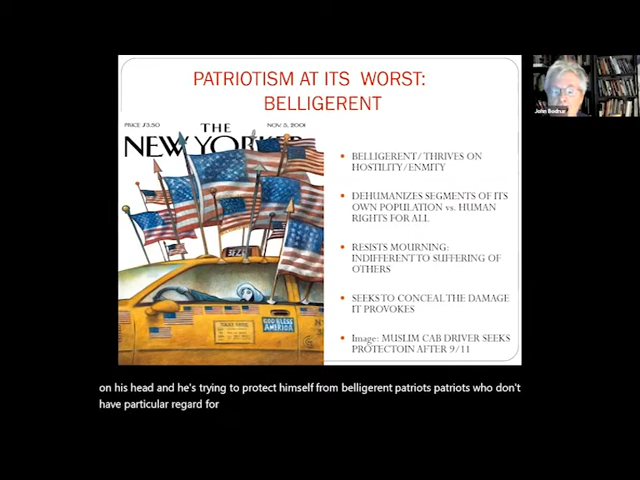 PATRIOTISM AT ITS WORST:
BELLIGERENT
PRICE $3.50
THE
NOV. 5, 2001
NEW YORKER
BELLIGERENT/ THRIVES ON
HOSTILITY/ENMITY
DEHUMANIZES SEGMENTS OF ITS
OWN POPULATION vs. HUMAN
RIGHTS FOR ALL
RESISTS MOURNING:
INDIFFERENT TO SUFFERING OF
OTHERS
SEEKS TO CONCEAL THE DAMAGE
IT PROVOKES
Image: MUSLIM CAB DRIVER SEEKS
PROTECTOIN AFTER 9/11
GOD BLESS
AMERICA
John Bodnar
on his head and he's trying to protect himself from belligerent patriots patriots who don't
have particular regard for